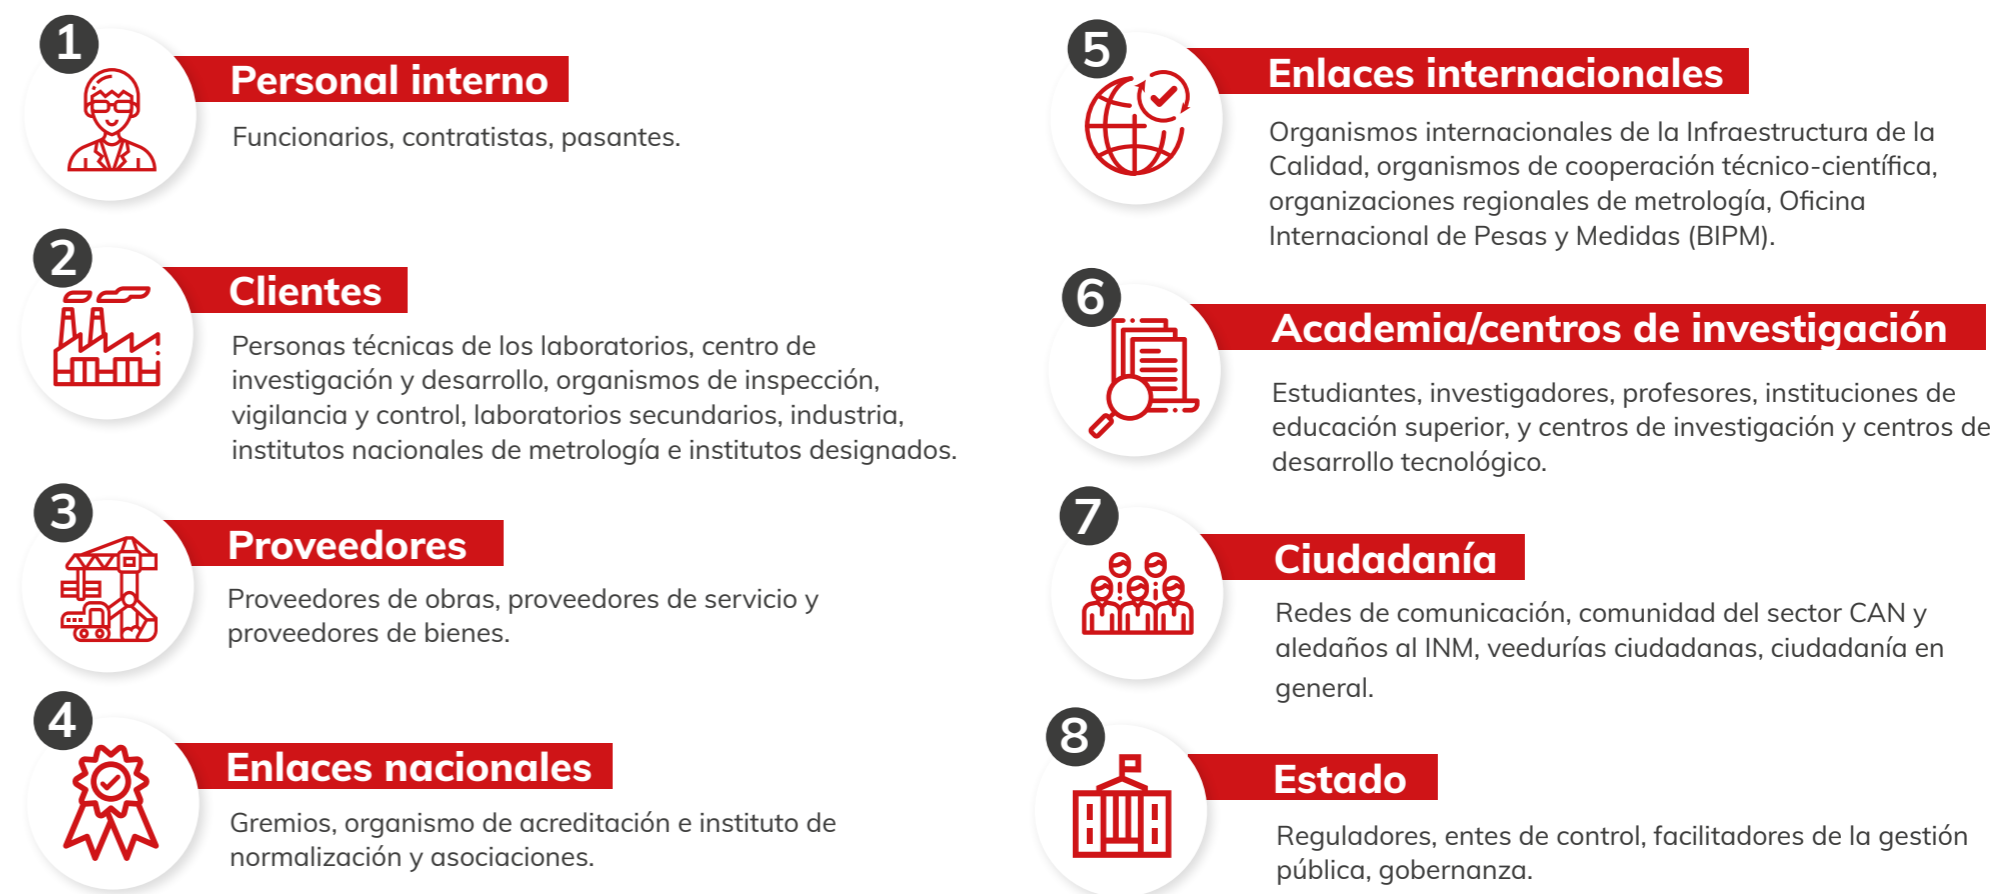 1
Personal interno
Funcionarios, contratistas, pasantes.
2
Clientes
Personas técnicas de los laboratorios, centro de
investigación y desarrollo, organismos de inspección,
vigilancia y control, laboratorios secundarios, industria,
institutos nacionales de metrología e institutos designados.
3
Proveedores
Proveedores de obras, proveedores de servicio y
proveedores de bienes.
4
Enlaces nacionales
Gremios, organismo de acreditación e instituto de
normalización y asociaciones.
5
Enlaces internacionales
Organismos internacionales de la Infraestructura de la
Calidad, organismos de cooperación técnico-científica,
organizaciones regionales de metrología, Oficina
Internacional de Pesas y Medidas (BIPM).
6
Academia/centros de investigación
Estudiantes, investigadores, profesores, instituciones de
educación superior, y centros de investigación y centros de
desarrollo tecnológico.
7
Ciudadanía
Redes de comunicación, comunidad del sector CAN y
aledaños al INM, veedurías ciudadanas, ciudadanía en
general.
8
Estado
Reguladores, entes de control, facilitadores de la gestión
pública, gobernanza.